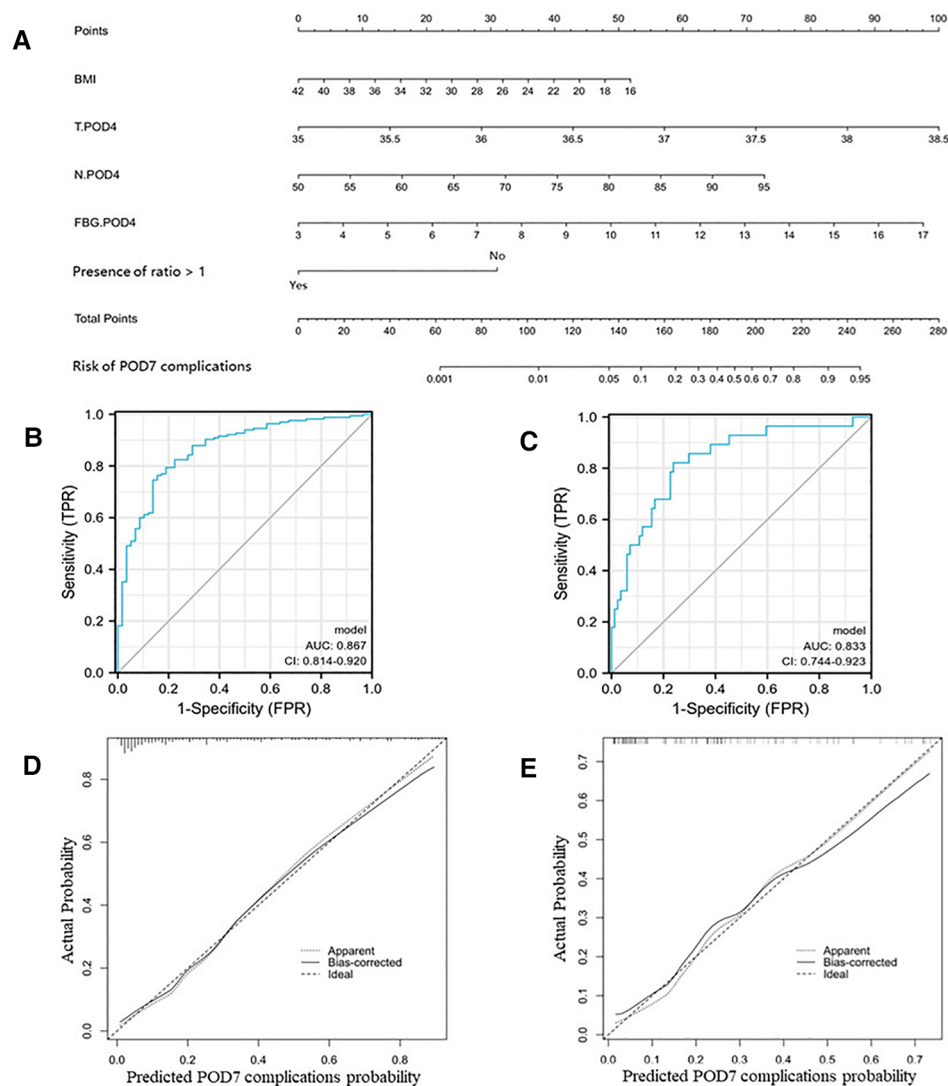 A
Points
0 10 20 30 40 50 60 70 80 90 100
BMI
42 40 38 36 34 32 30 28 26 24 22 20 18 16
T.POD4
35 35.5 36 36.5 37 37.5 38 38.5
N.POD4
50 55 60 65 70 75 80 85 90 95
FBG.POD4
3 4 5 6 7 8 9 10 11 12 13 14 15 16 17
No
Presence of ratio > 1
Yes
Total Points
0 20 40 60 80 100 120 140 160 180 200 220 240 260 280
Risk of POD7 complications
0.001 0.01 0.05 0.1 0.2 0.3 0.4 0.5 0.6 0.7 0.8 0.9 0.95
B
Sensitivity (TPR)
1.0
0.8
0.6
0.4
0.2
0.0
model
AUC: 0.867
CI: 0.814-0.920
0.0 0.2 0.4 0.6 0.8 1.0
1-Specificity (FPR)
C
Sensitivity (TPR)
1.0
0.8
0.6
0.4
0.2
0.0
model
AUC: 0.833
CI: 0.744-0.923
0.0 0.2 0.4 0.6 0.8 1.0
1-Specificity (FPR)
D
Actual Probability
0.8
0.6
0.4
0.2
0.0
Apparent
Bias-corrected
Ideal
0.0 0.2 0.4 0.6 0.8
Predicted POD7 complications probability
E
Actual Probability
0.7
0.6
0.5
0.4
0.3
0.2
0.1
0.0
Apparent
Bias-corrected
Ideal
0.0 0.1 0.2 0.3 0.4 0.5 0.6 0.7
Predicted POD7 complications probability